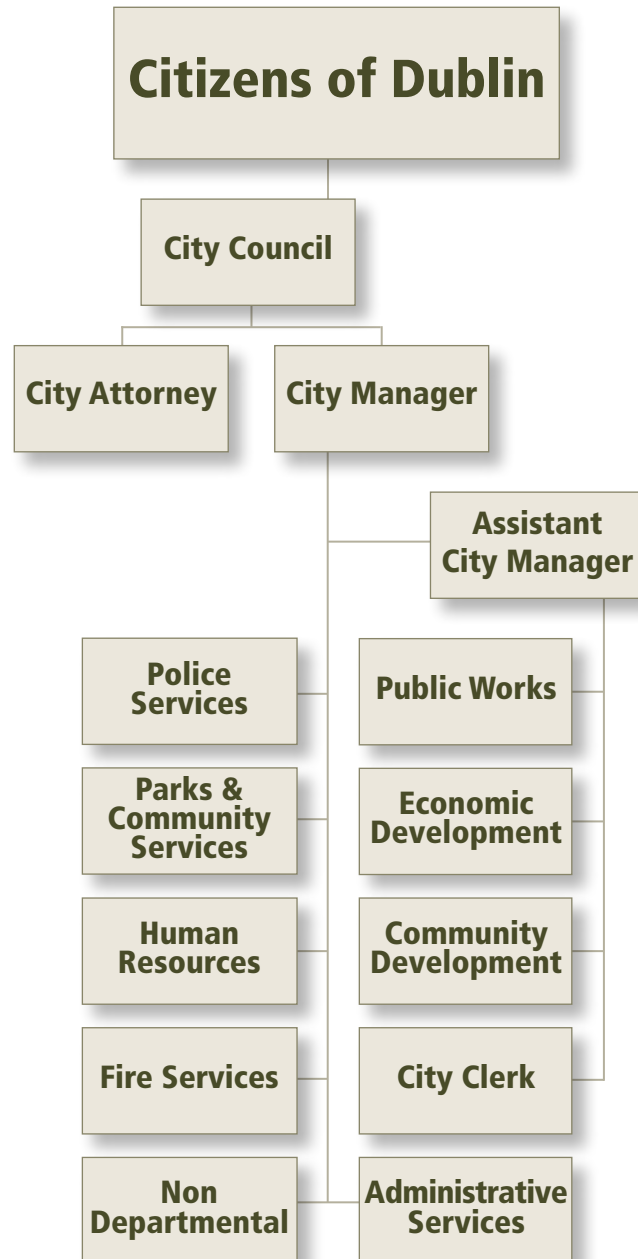 Citizens of Dublin
City Council
City Attorney
City Manager
Assistant
City Manager
Police
Services
Public Works
Parks &
Community
Services
Economic
Development
Human
Resources
Community
Development
Fire Services
City Clerk
Non
Departmental
Administrative
Services